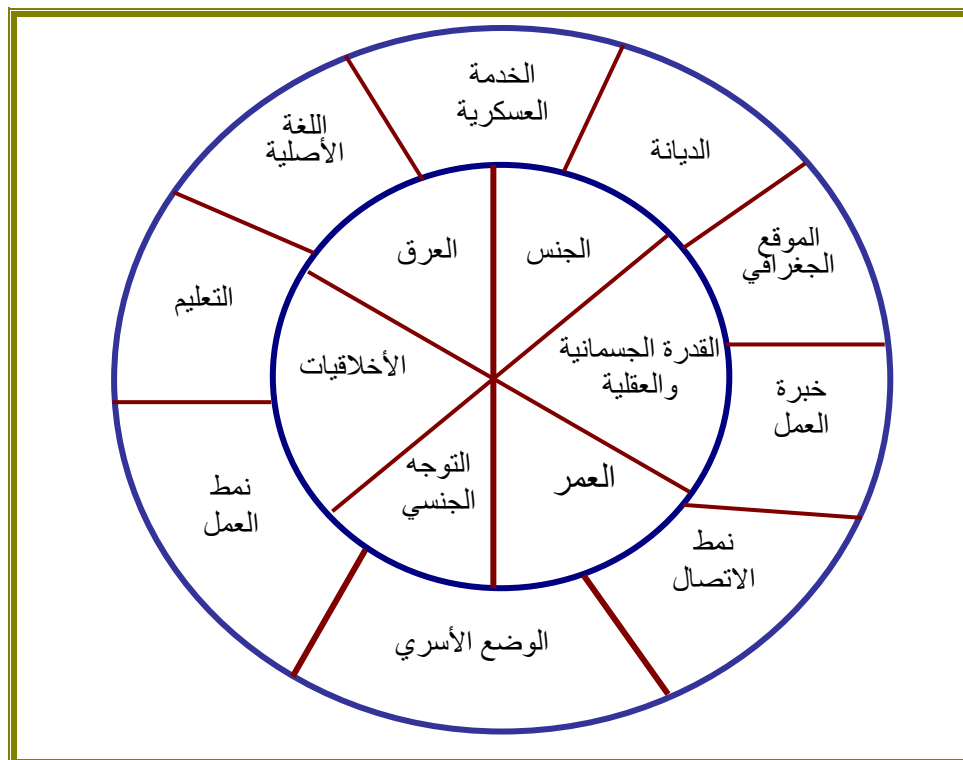 الخدمة
العسكرية
الديانة
الموقع
الجغرافي
خبرة
العمل
نمط
الاتصال
الوضع الأسري
نمط
العمل
التعليم
اللغة
الأصلية
الجنس
القدرة الجسمانية
والعقلية
العمر
التوجه
الجنسي
الأخلاقيات
العرق